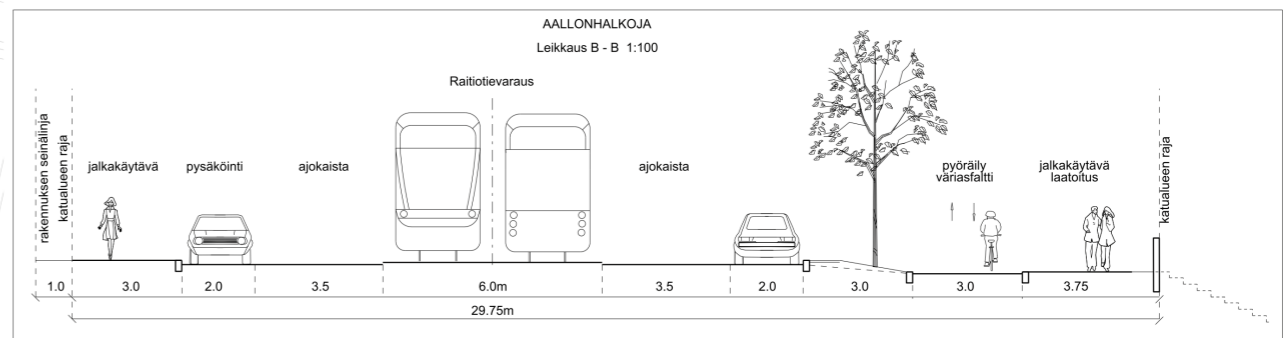 AALLONHALKOJA
Leikkaus B - B 1:100
Raitiotievaraus
rakennuksen seinälinja
katualueen raja
jalkakäytävä
pysäköinti
ajokaista
ajokaista
pyöräily
väriasfaltti
jalkakäytävä
laatoitus
katualueen raja
1.0 3.0 2.0 3.5 6.0m 3.5 2.0 3.0 3.0 3.75
29.75m